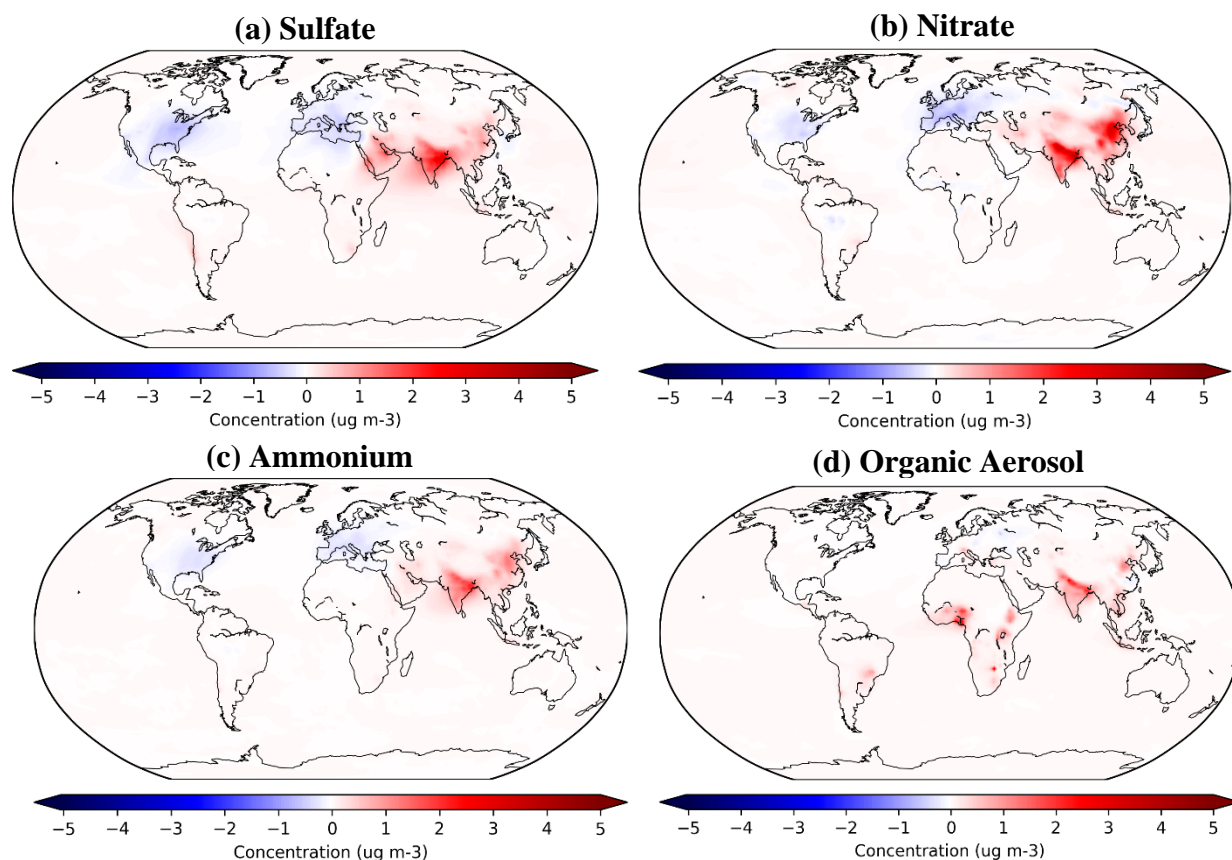 (a) Sulfate
(b) Nitrate
−5 −4 −3 −2 −1 0 1 2 3 4 5
Concentration (ug m-3)
−5 −4 −3 −2 −1 0 1 2 3 4 5
Concentration (ug m-3)
(c) Ammonium
(d) Organic Aerosol
−5 −4 −3 −2 −1 0 1 2 3 4 5
Concentration (ug m-3)
−5 −4 −3 −2 −1 0 1 2 3 4 5
Concentration (ug m-3)